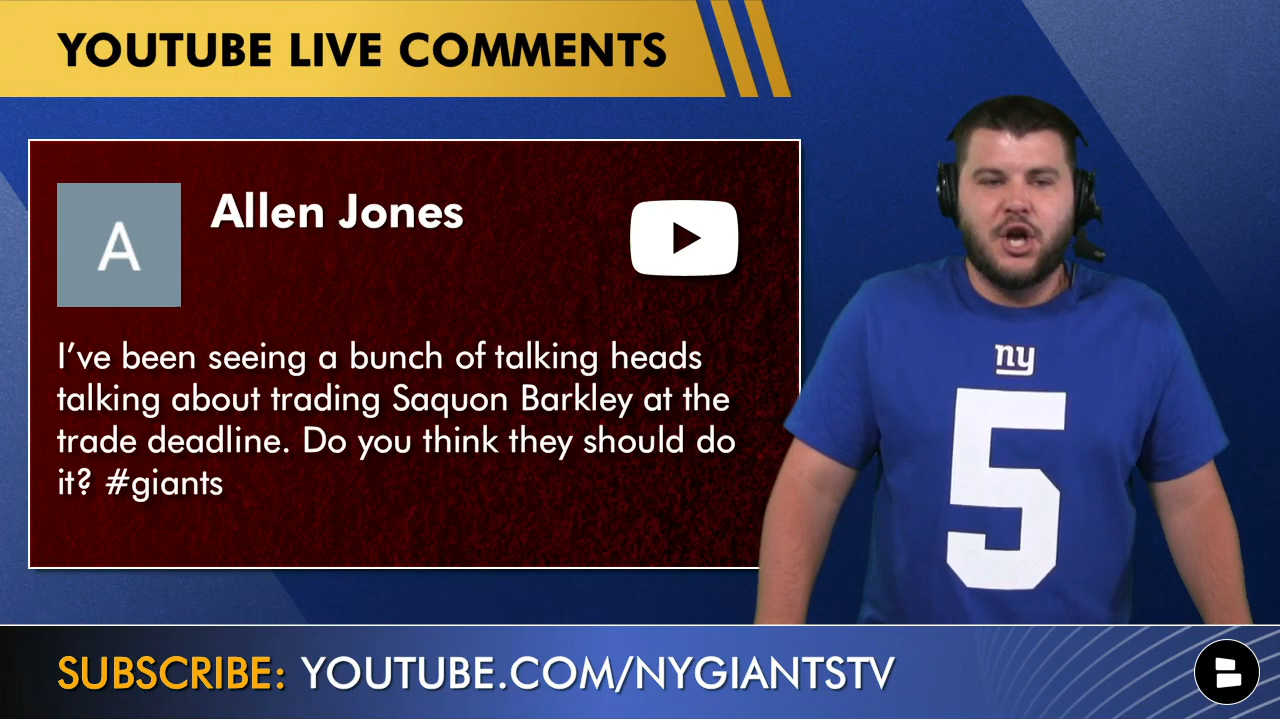 YOUTUBE LIVE COMMENTS
A
Allen Jones
I’ve been seeing a bunch of talking heads
talking about trading Saquon Barkley at the
trade deadline. Do you think they should do
it? #giants
ny
5
SUBSCRIBE: YOUTUBE.COM/NYGIANTSTV